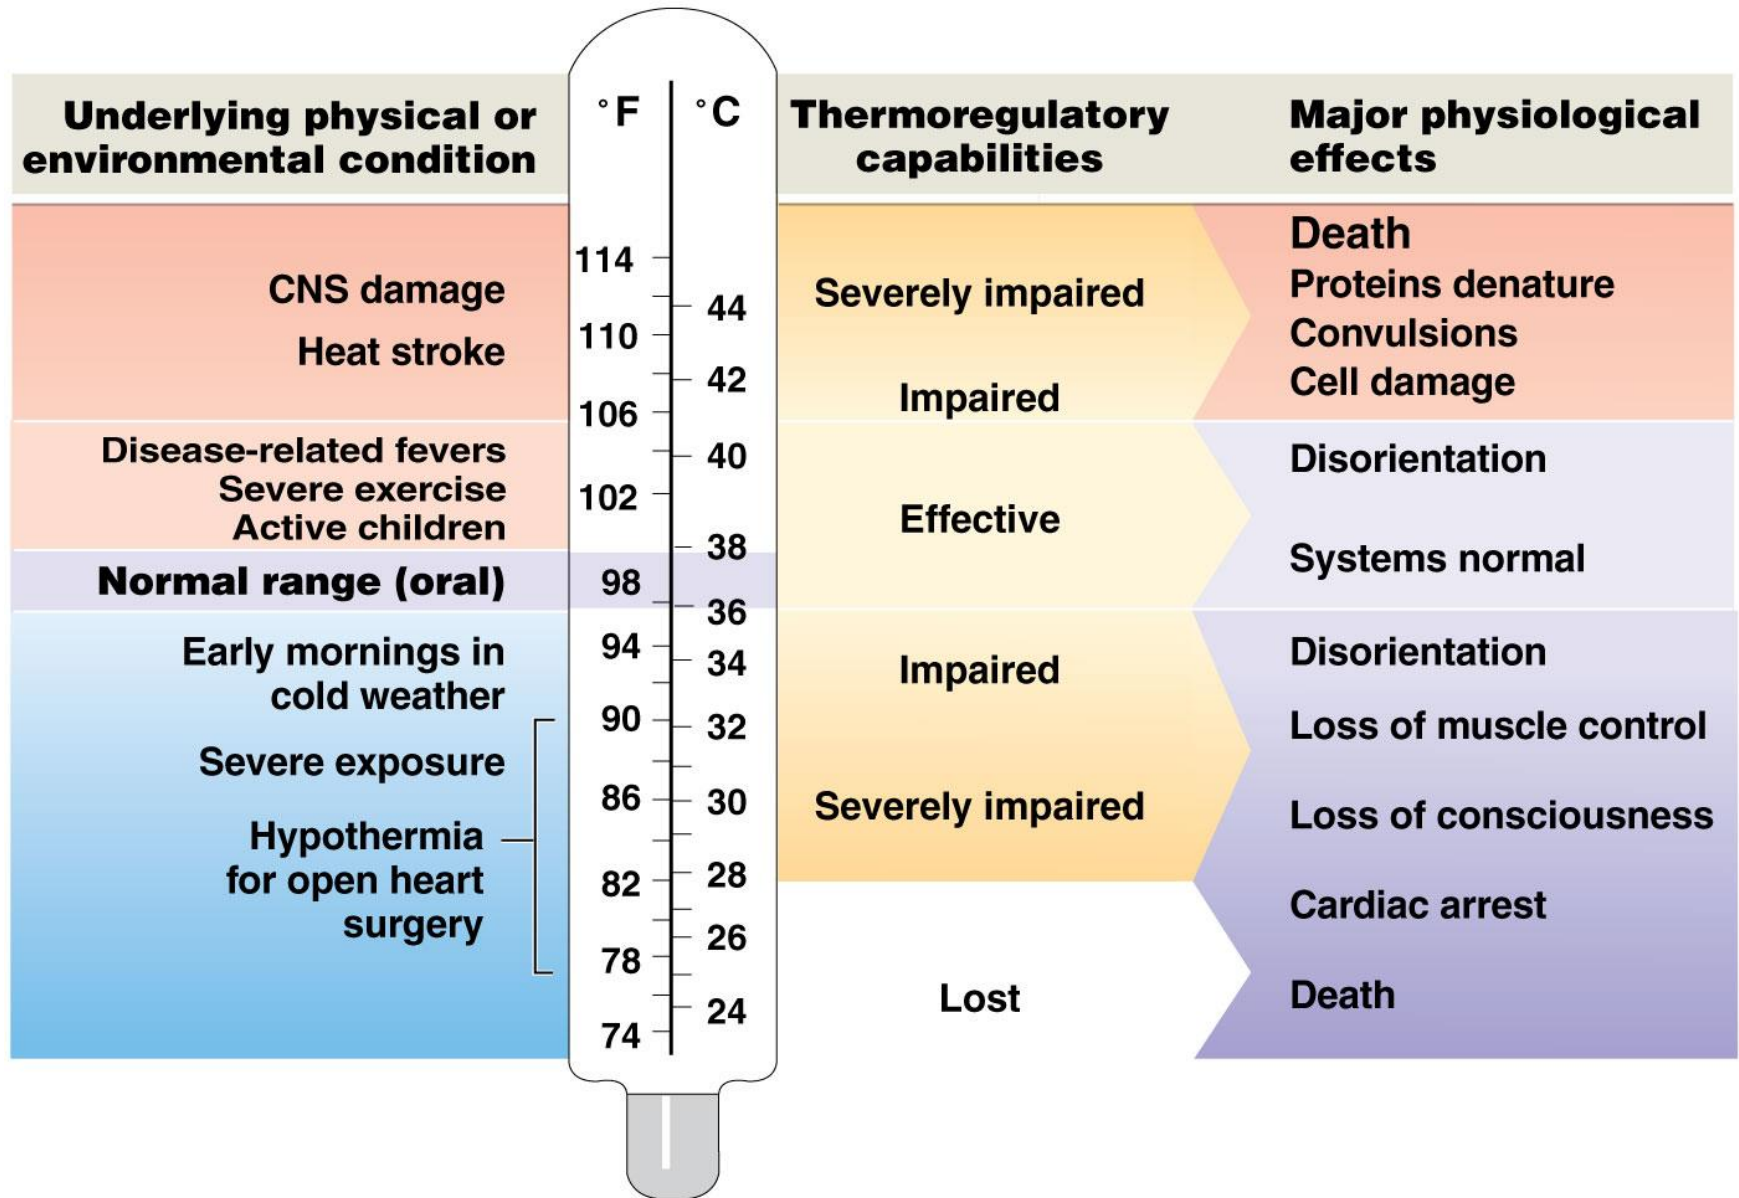 Underlying physical or
environmental condition
°F
°C
Thermoregulatory
capabilities
Major physiological
effects
CNS damage
Heat stroke
Disease-related fevers
Severe exercise
Active children
Normal range (oral)
Early mornings in
cold weather
Severe exposure
Hypothermia
for open heart
surgery
114
110
106
102
98
94
90
86
82
78
74
44
42
40
38
36
34
32
30
28
26
24
Severely impaired
Impaired
Effective
Impaired
Severely impaired
Lost
Death
Proteins denature
Convulsions
Cell damage
Disorientation
Systems normal
Disorientation
Loss of muscle control
Loss of consciousness
Cardiac arrest
Death